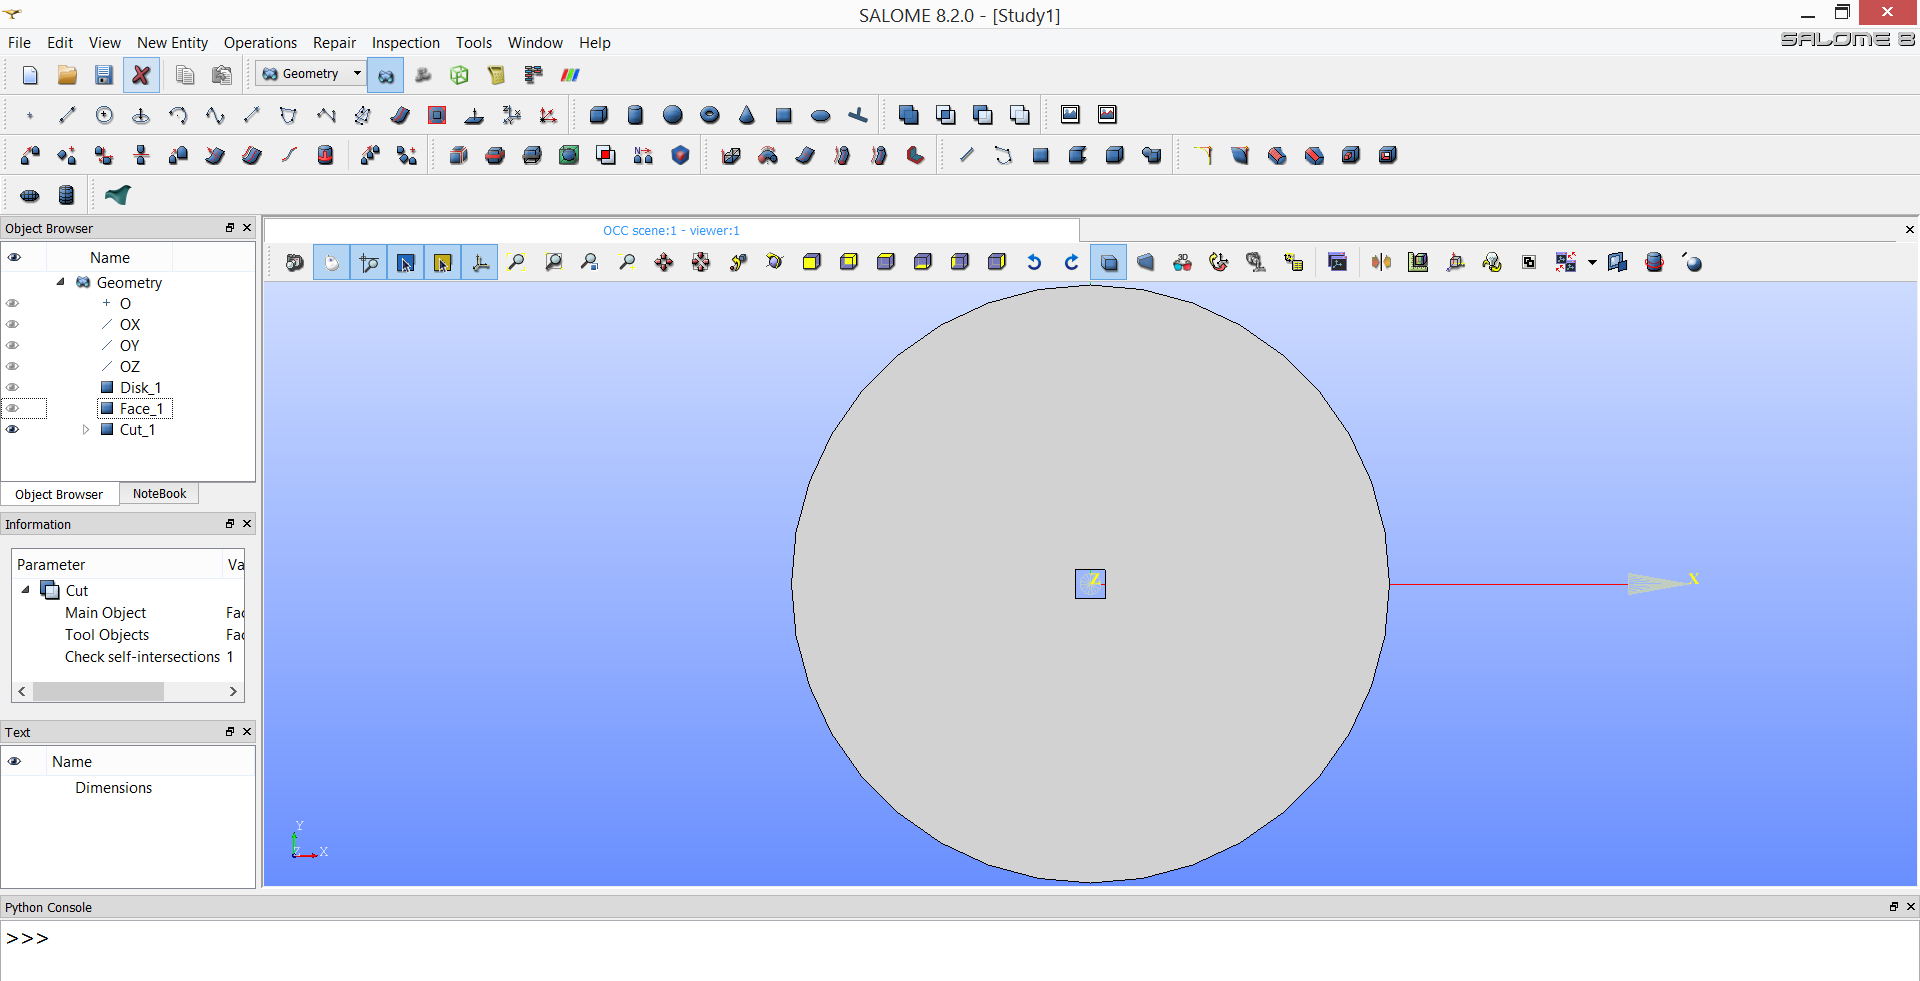 SALOME 8.2.0 - [Study1]
File Edit View New Entity Operations Repair Inspection Tools Window Help
SALOME 8
Geometry
Object Browser
OCC scene:1 - viewer:1
Name
Geometry
O
OX
OY
OZ
Disk_1
Face_1
Cut_1
Object Browser NoteBook
Information
Parameter Va
Cut
Main Object Fac
Tool Objects Fac
Check self-intersections 1
Text
Name
Dimensions
Z
X
Y
Z X
Python Console
>>>